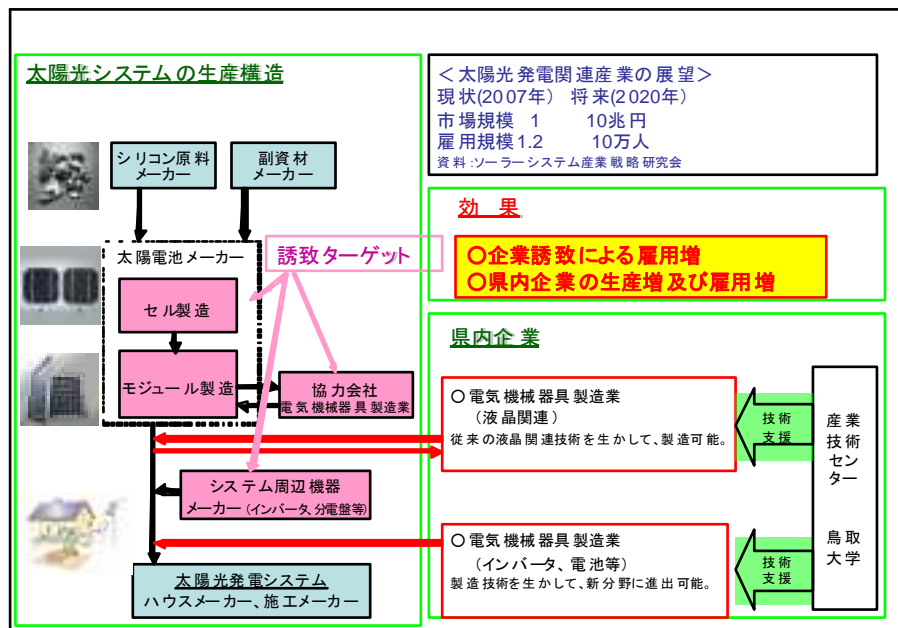 太陽光システムの生産構造
シリコン原料
メーカー
副資材
メーカー
太陽電池メーカー
セル製造
モジュール製造
誘致ターゲット
協力会社
電気機械器具製造業
システム周辺機器
メーカー（インバータ、分電盤等）
太陽光発電システム
ハウスメーカー、施工メーカー
＜太陽光発電関連産業の展望＞
現状(2007年) 将来(2020年)
市場規模 1 10兆円
雇用規模1.2 10万人
資料:ソーラーシステム産業戦略研究会
効 果
○企業誘致による雇用増
○県内企業の生産増及び雇用増
県内企業
○電気機械器具製造業
（液晶関連）
従来の液晶関連技術を生かして、製造可能。
技術
支援
○電気機械器具製造業
（インバータ、電池等）
製造技術を生かして、新分野に進出可能。
技術
支援
産業
技術
セン
ター
鳥取
大学